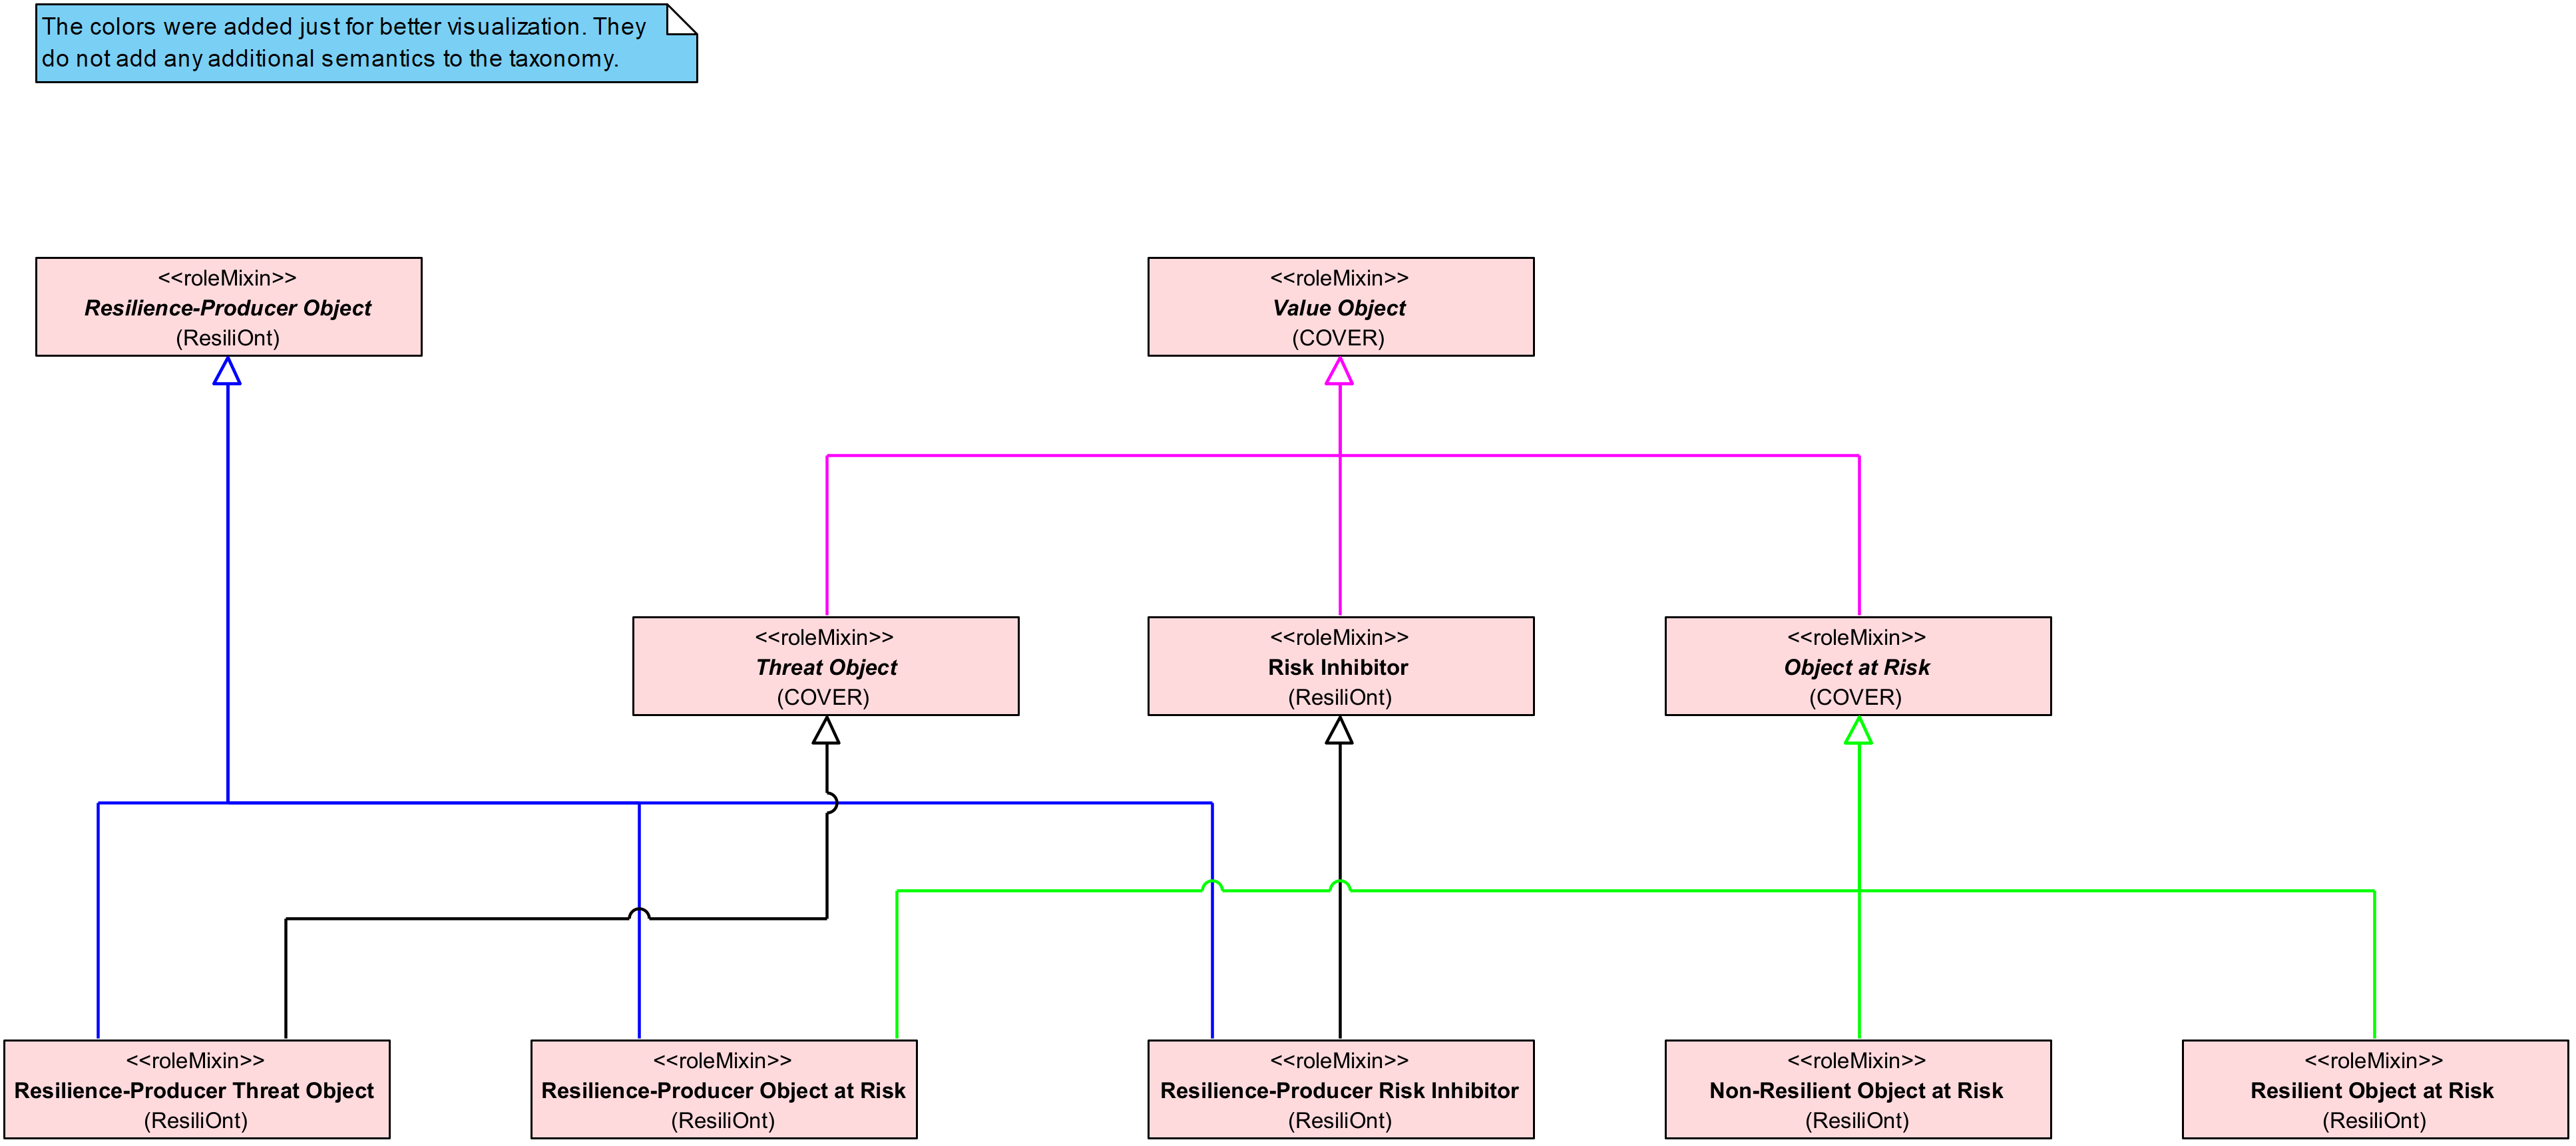 The colors were added just for better visualization. They
do not add any additional semantics to the taxonomy.
<<roleMixin>>
Resilience-Producer Object
(ResiliOnt)
<<roleMixin>>
Value Object
(COVER)
<<roleMixin>>
Threat Object
(COVER)
<<roleMixin>>
Risk Inhibitor
(ResiliOnt)
<<roleMixin>>
Object at Risk
(COVER)
<<roleMixin>>
Resilience-Producer Threat Object
(ResiliOnt)
<<roleMixin>>
Resilience-Producer Object at Risk
(ResiliOnt)
<<roleMixin>>
Resilience-Producer Risk Inhibitor
(ResiliOnt)
<<roleMixin>>
Non-Resilient Object at Risk
(ResiliOnt)
<<roleMixin>>
Resilient Object at Risk
(ResiliOnt)